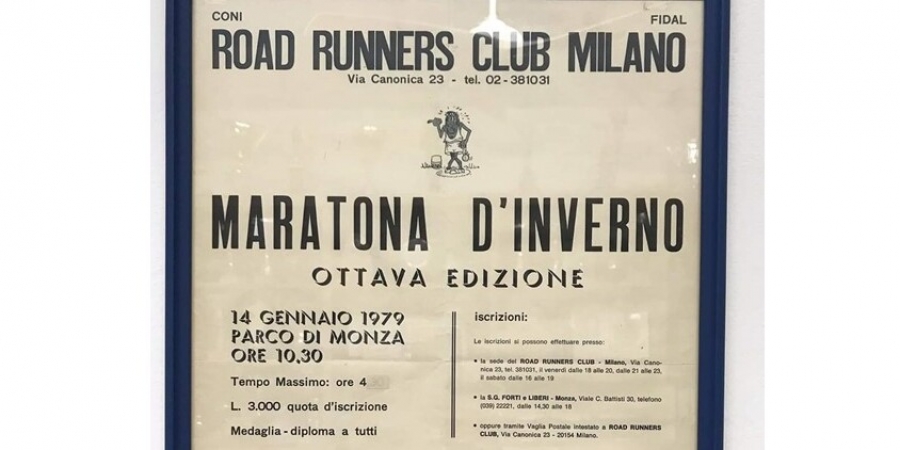 CONI
FIDAL
ROAD RUNNERS CLUB MILANO
Via Canonica 23 - tel. 02-381031
MARATONA D'INVERNO
OTTAVA EDIZIONE
14 GENNAIO 1979
PARCO DI MONZA
ORE 10,30
Tempo Massimo: ore 4
L. 3.000 quota d'iscrizione
Medaglia - diploma a tutti
iscrizioni:
Le iscrizioni si possono effettuare presso:
• la sede del ROAD RUNNERS CLUB - Milano, Via Cano-
nica 23, tel. 381031, il venerdì dalle 18 alle 20, dalle 21 alle 23,
il sabato dalle 16 alle 19
• la S.G. FORTI e LIBERI - Monza, Viale C. Battisti 30, telefono
(039) 22221, dalle 14,30 alle 18
• oppure tramite Vaglia Postale intestato a ROAD RUNNERS
CLUB, Via Canonica 23 - 20154 Milano.